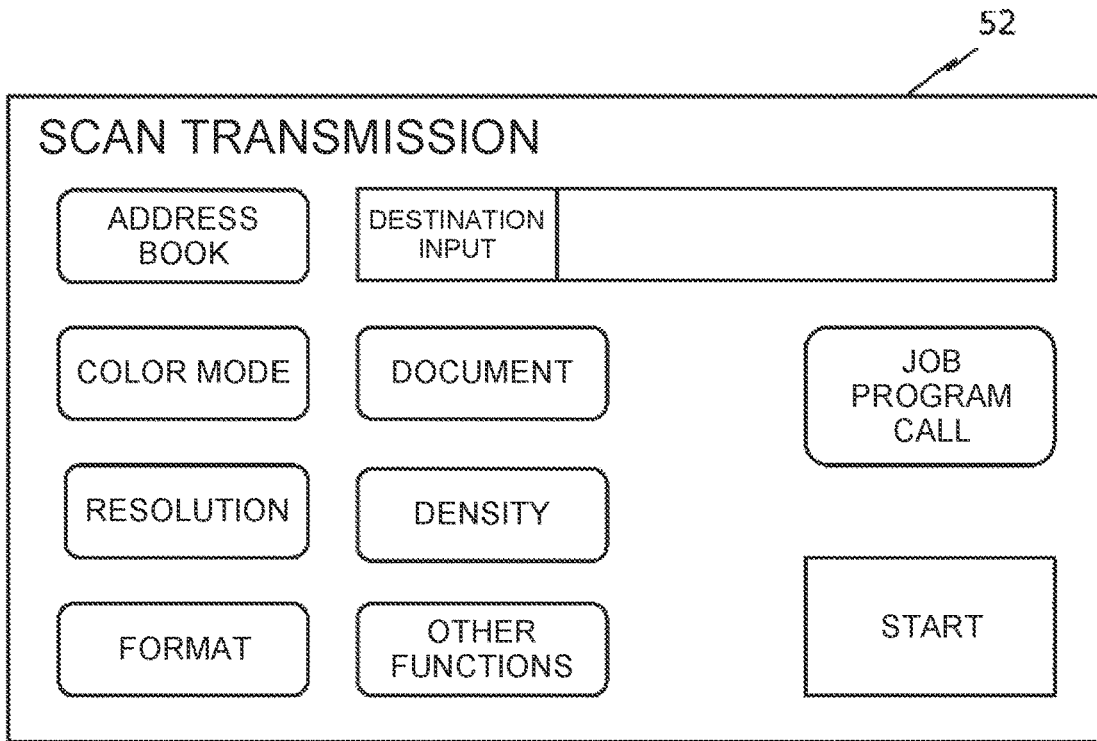 52
SCAN TRANSMISSION
ADDRESS
BOOK
DESTINATION
INPUT
COLOR MODE
DOCUMENT
JOB
PROGRAM
CALL
RESOLUTION
DENSITY
FORMAT
OTHER
FUNCTIONS
START